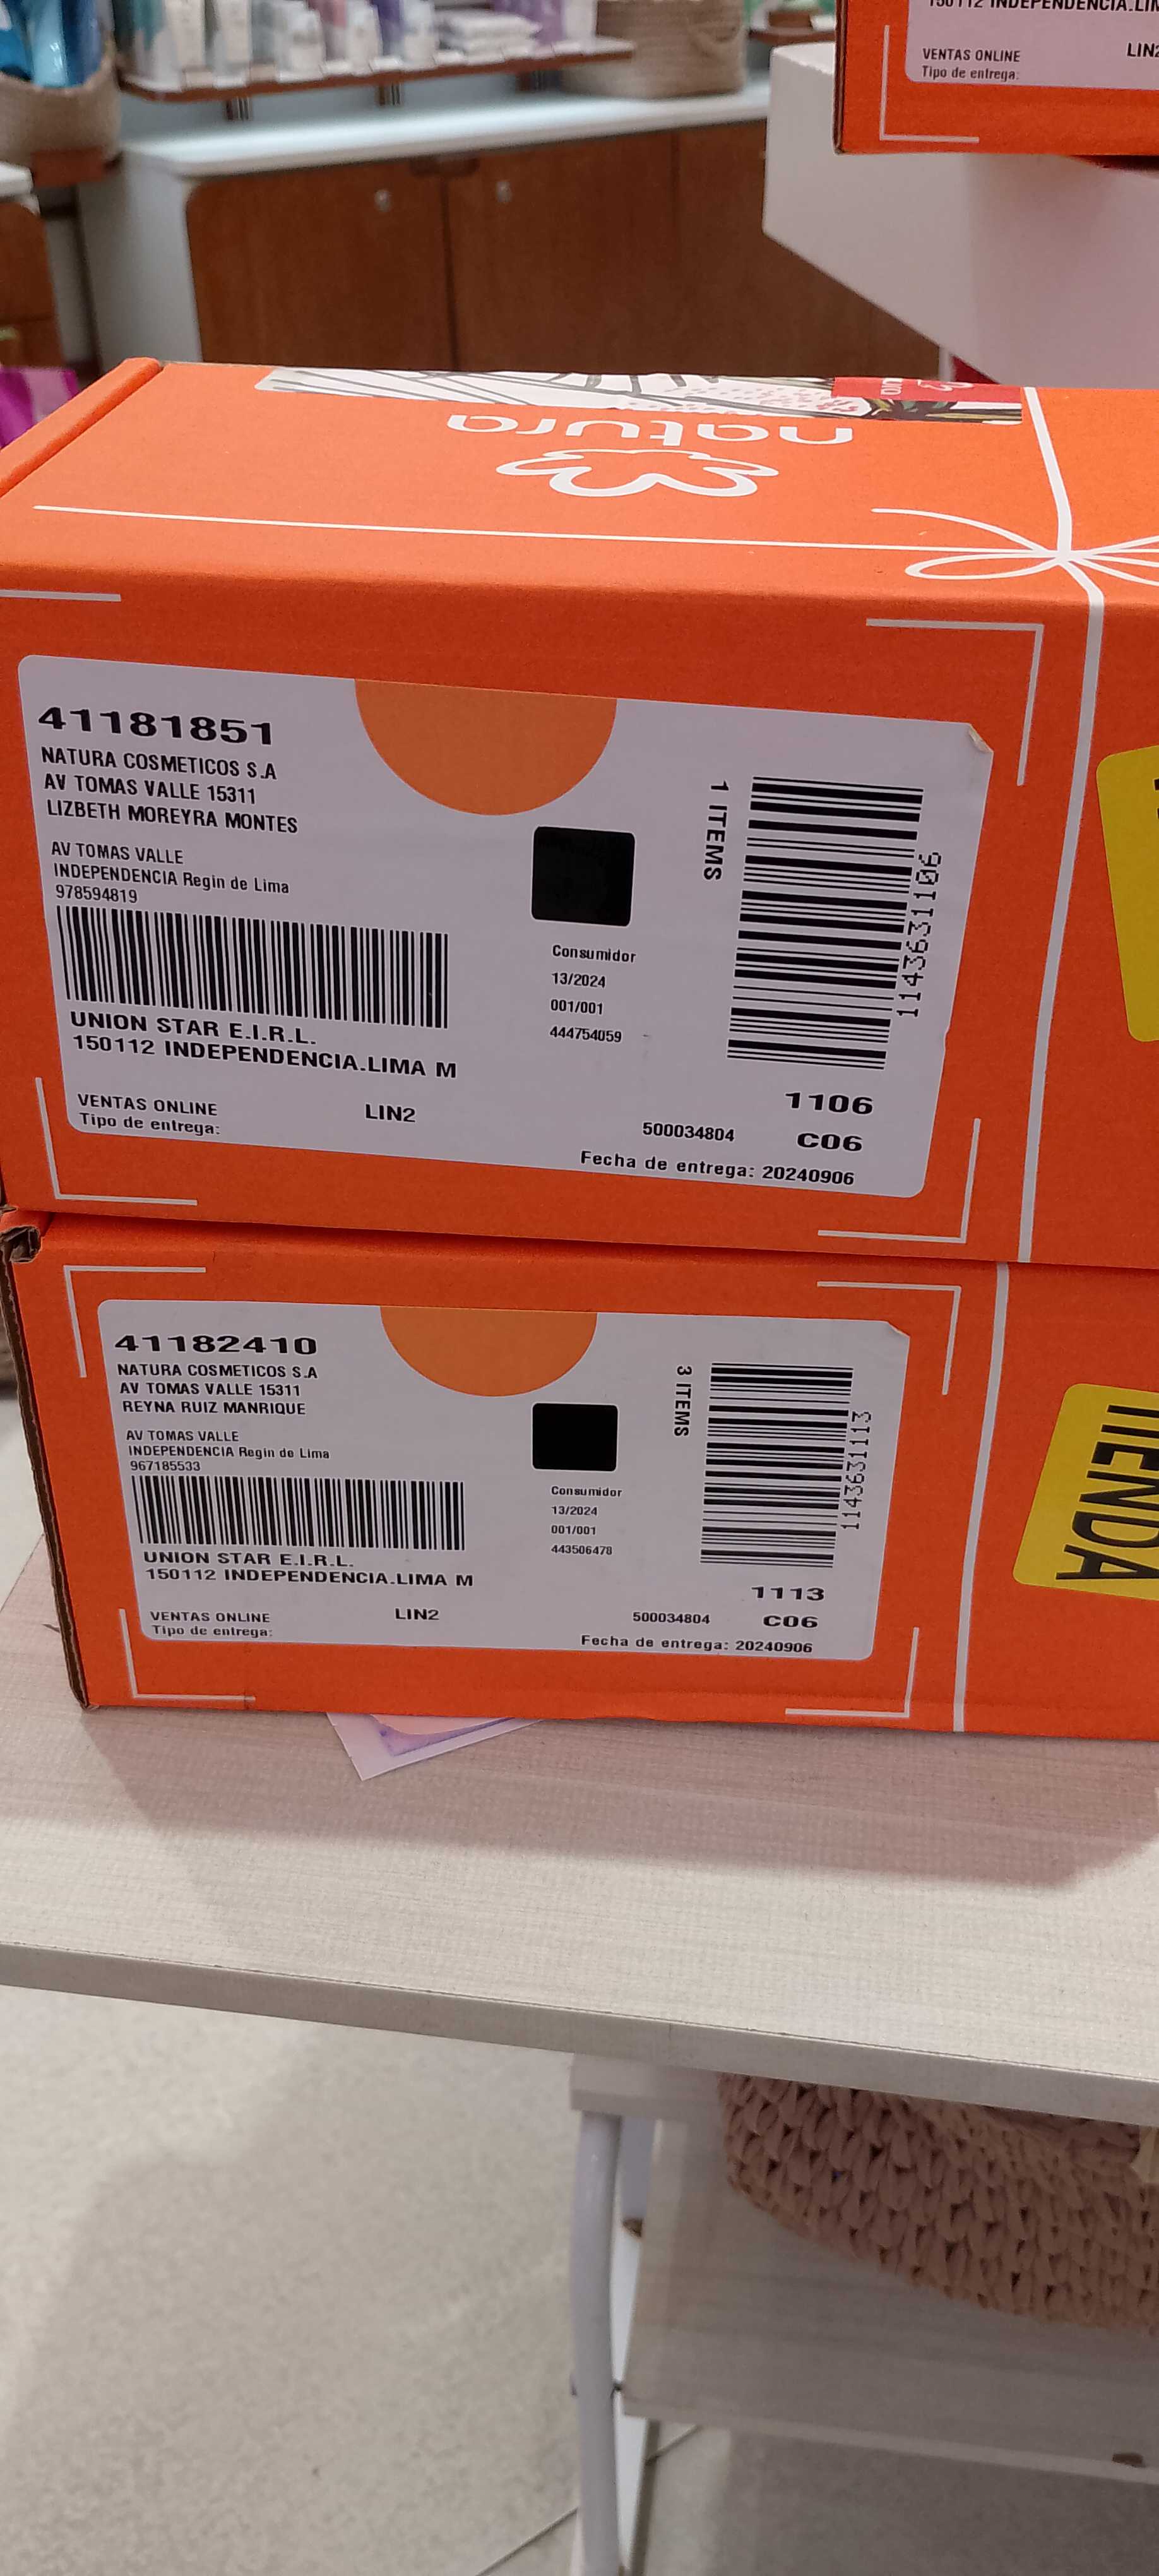 150112 INDEPENDENCIA.LIM
VENTAS ONLINE
LIN2
Tipo de entrega:
natura
41181851
NATURA COSMETICOS S.A
AV TOMAS VALLE 15311
LIZBETH MOREYRA MONTES
AV TOMAS VALLE
INDEPENDENCIA Regin de Lima
978594819
UNION STAR E.I.R.L.
150112 INDEPENDENCIA.LIMA M
VENTAS ONLINE
LIN2
Tipo de entrega:
Consumidor
13/2024
001/001
444754059
1 ITEMS
1143631106
1106
500034804
C06
Fecha de entrega: 20240906
41182410
NATURA COSMETICOS S.A
AV TOMAS VALLE 15311
REYNA RUIZ MANRIQUE
AV TOMAS VALLE
INDEPENDENCIA Regin de Lima
967185533
UNION STAR E.I.R.L.
150112 INDEPENDENCIA.LIMA M
VENTAS ONLINE
LIN2
Tipo de entrega:
Consumidor
13/2024
001/001
443506478
3 ITEMS
1143631113
1113
500034804
C06
Fecha de entrega: 20240906
TIENDA